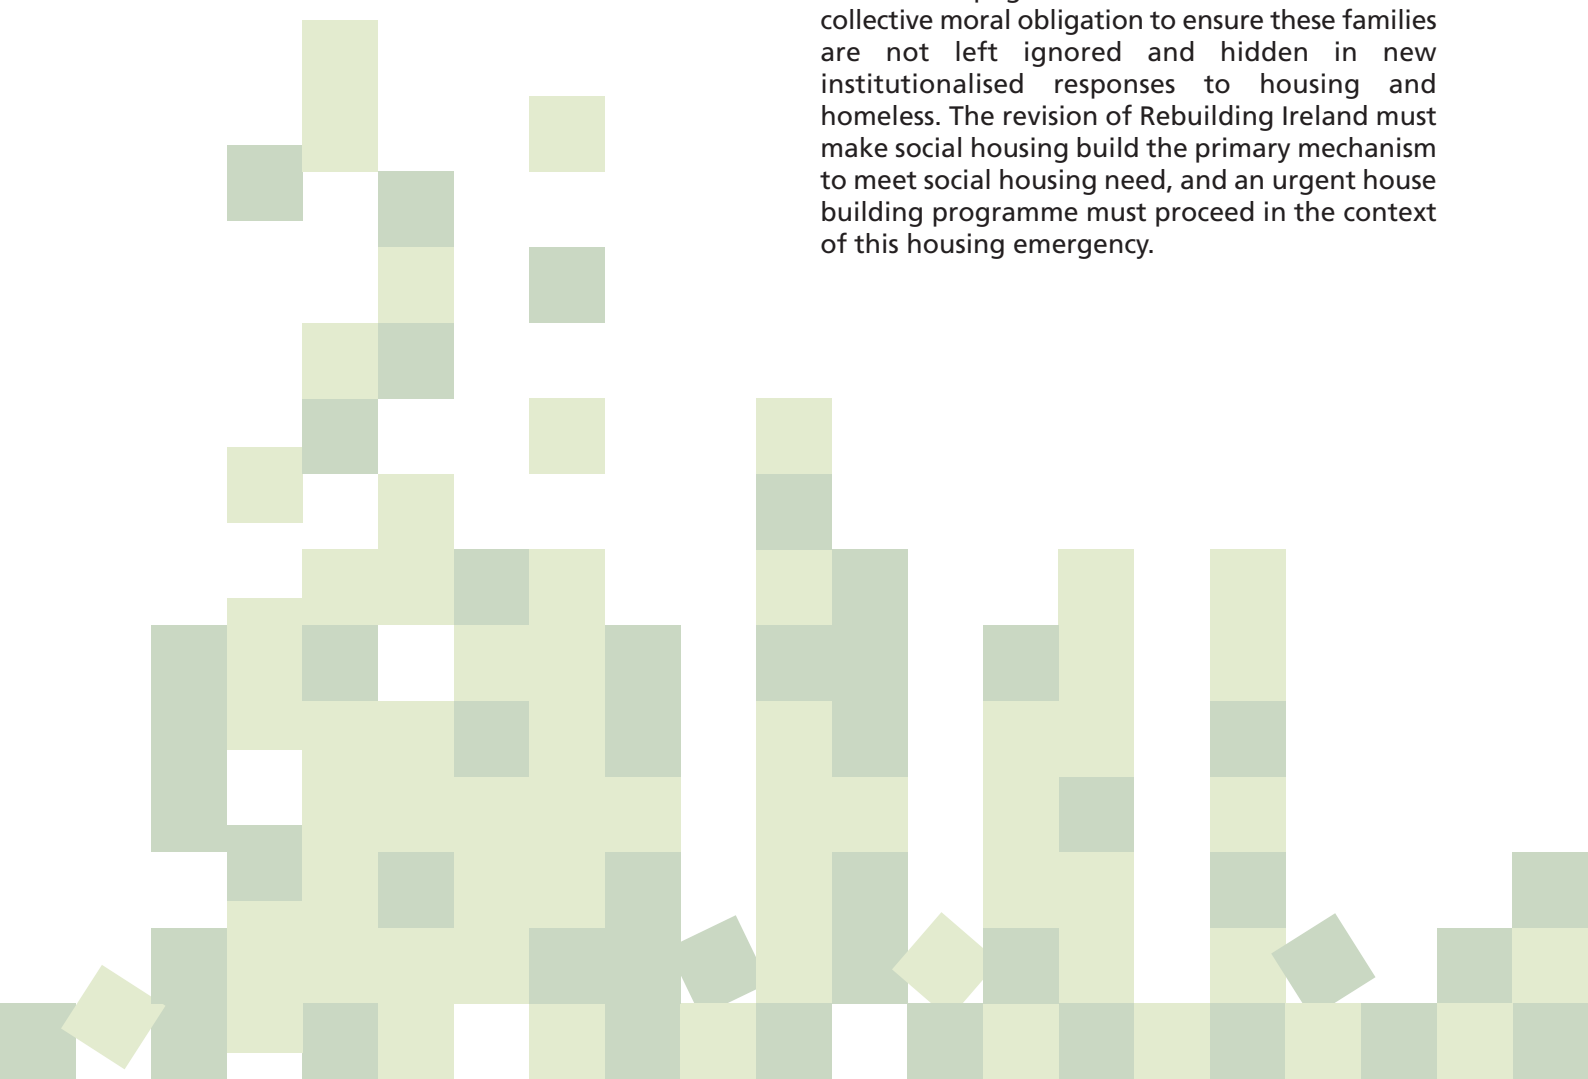 collective moral obligation to ensure these families
are not left ignored and hidden in new
institutionalised responses to housing and
homeless. The revision of Rebuilding Ireland must
make social housing build the primary mechanism
to meet social housing need, and an urgent house
building programme must proceed in the context
of this housing emergency.